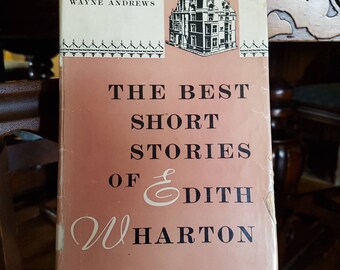 WAYNE ANDREWS
THE BEST
SHORT
STORIES
OF EDITH
WHARTON